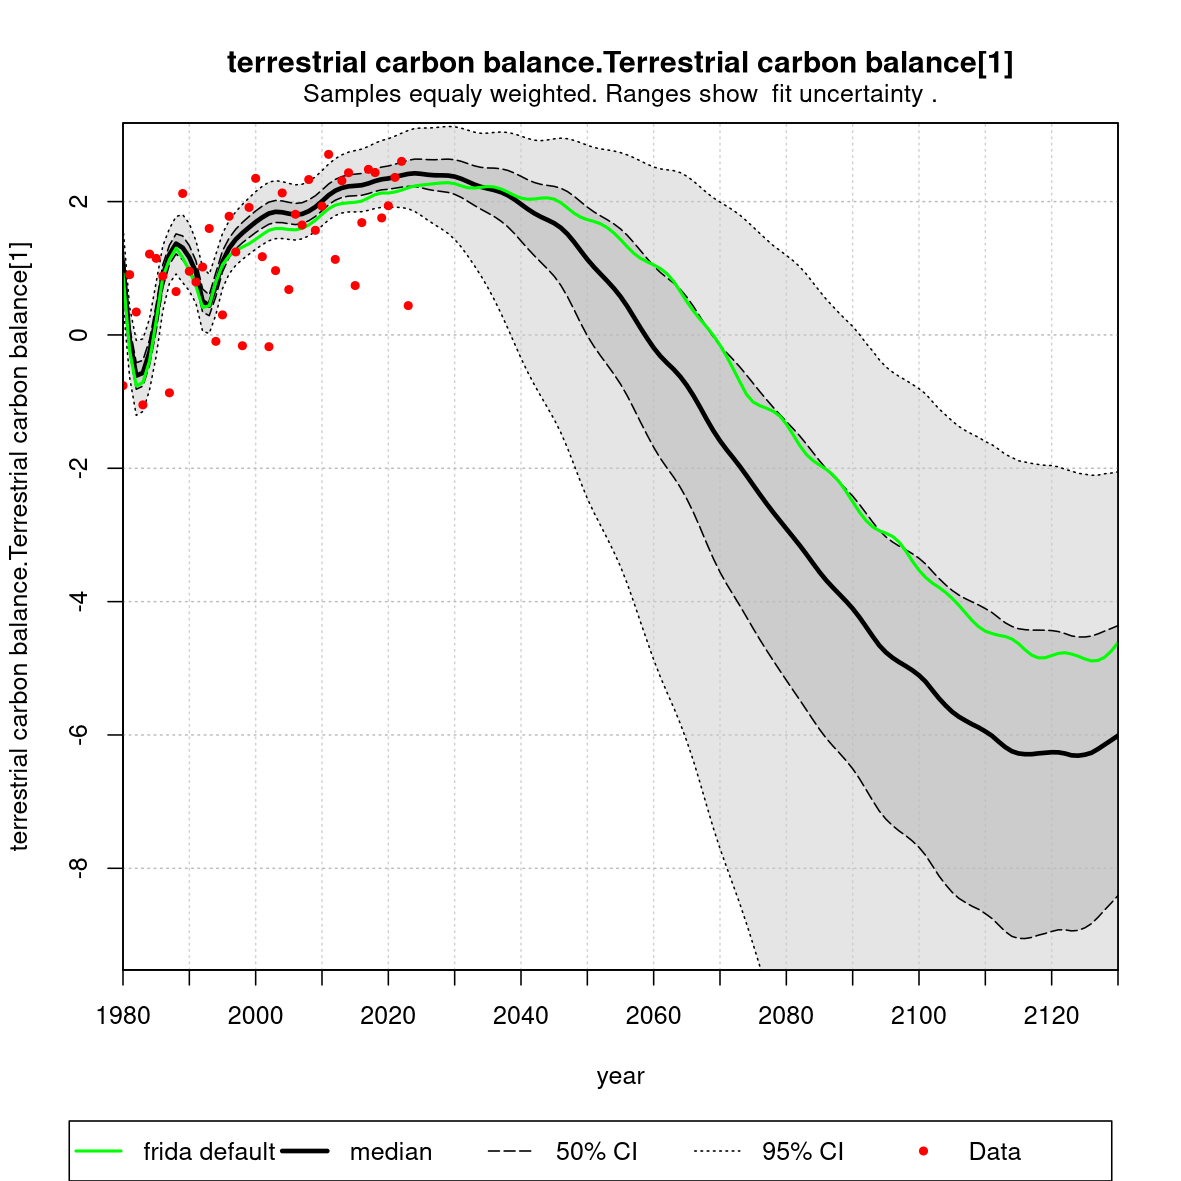 terrestrial carbon balance.Terrestrial carbon balance[1]
Samples equaly weighted. Ranges show  fit uncertainty .
terrestrial carbon balance.Terrestrial carbon balance[1]
2
0
-2
-4
-6
-8
1980 2000 2020 2040 2060 2080 2100 2120
year
frida default median 50% CI 95% CI Data